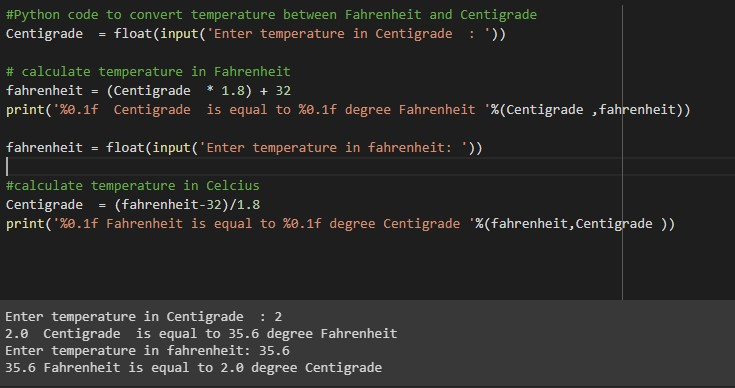 #Python code to convert temperature between Fahrenheit and Centigrade
Centigrade  = float(input('Enter temperature in Centigrade  : '))
# calculate temperature in Fahrenheit
fahrenheit = (Centigrade  * 1.8) + 32
print('%0.1f  Centigrade  is equal to %0.1f degree Fahrenheit '%(Centigrade ,fahrenheit))
fahrenheit = float(input('Enter temperature in fahrenheit: '))
#calculate temperature in Celcius
Centigrade  = (fahrenheit-32)/1.8
print('%0.1f Fahrenheit is equal to %0.1f degree Centigrade '%(fahrenheit,Centigrade ))
Enter temperature in Centigrade  : 2
2.0  Centigrade  is equal to 35.6 degree Fahrenheit
Enter temperature in fahrenheit: 35.6
35.6 Fahrenheit is equal to 2.0 degree Centigrade